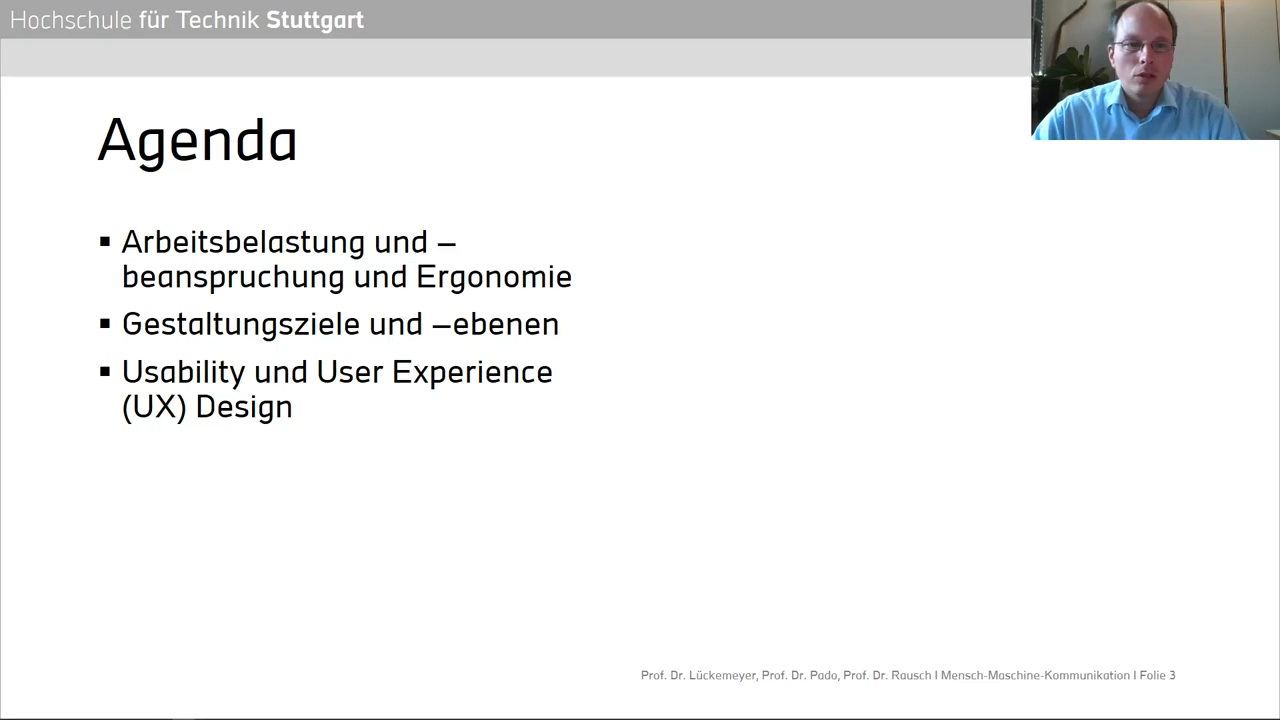 Hochschule für Technik Stuttgart
Agenda
▪ Arbeitsbelastung und –
beanspruchung und Ergonomie
▪ Gestaltungsziele und –ebenen
▪ Usability und User Experience
(UX) Design
Prof. Dr. Lückemeyer, Prof. Dr. Pado, Prof. Dr. Rausch I Mensch-Maschine-Kommunikation I Folie 3